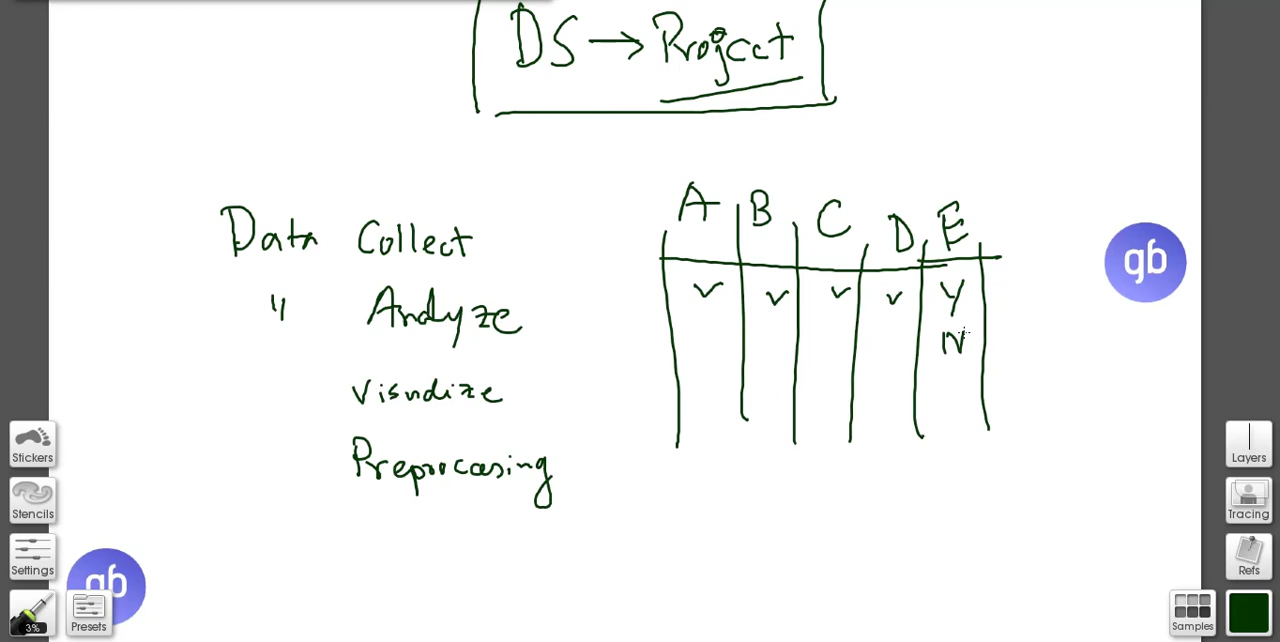 DS → Project
A B C D E
Data Collect
" Analyze
Visualize
Preprocessing
v v v v Y
N
gb
gb
Stickers
Stencils
Settings
3%
Presets
Layers
Tracing
Refs
Samples